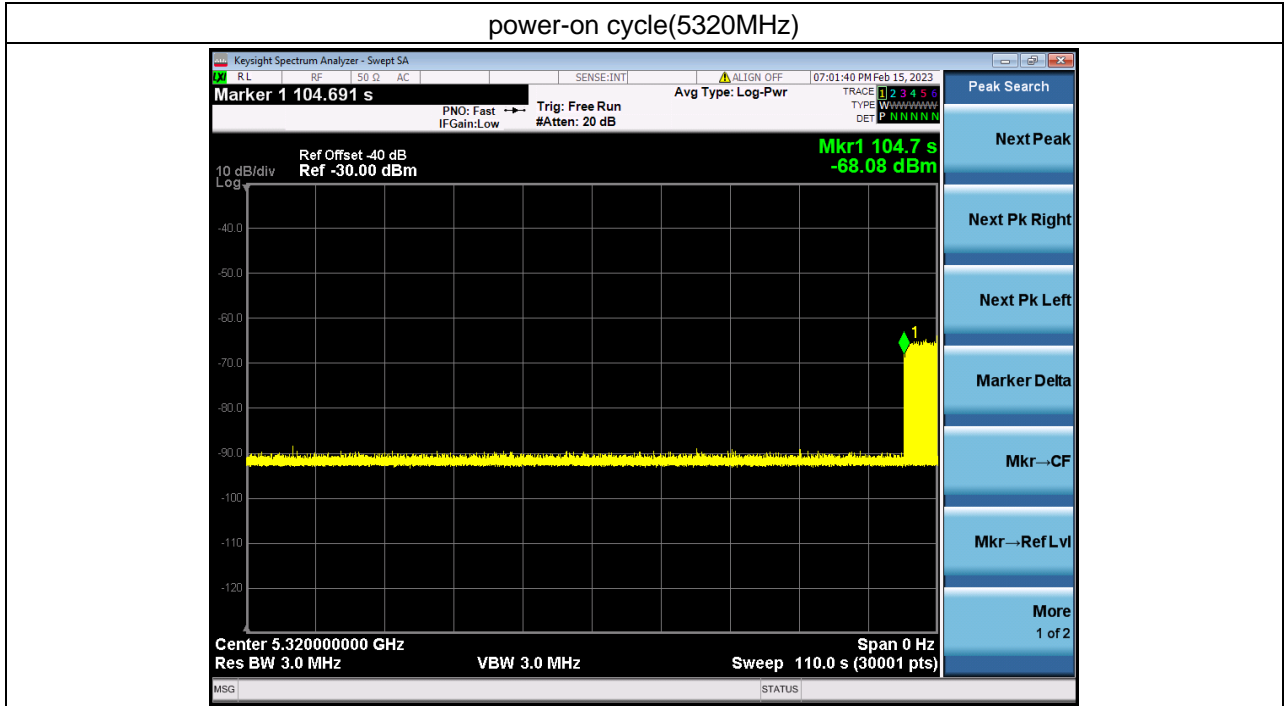 power-on cycle(5320MHz)
Keysight Spectrum Analyzer - Swept SA
LXI RL RF 50 Ω AC SENSE:INT ALIGN OFF 07:01:40 PM Feb 15, 2023
Marker 1 104.691 s
PNO: Fast
IFGain:Low
Trig: Free Run
#Atten: 20 dB
Avg Type: Log-Pwr
TRACE 1 2 3 4 5 6
TYPE WWWWWW
DET P N N N N N
Peak Search
Mkr1 104.7 s
-68.08 dBm
Ref Offset -40 dB
10 dB/div Ref -30.00 dBm
Log
-40.0
-50.0
-60.0
-70.0
-80.0
-90.0
-100
-110
-120
1
Center 5.320000000 GHz Span 0 Hz
Res BW 3.0 MHz VBW 3.0 MHz Sweep 110.0 s (30001 pts)
Next Peak
Next Pk Right
Next Pk Left
Marker Delta
Mkr→CF
Mkr→Ref Lvl
More
1 of 2
MSG STATUS